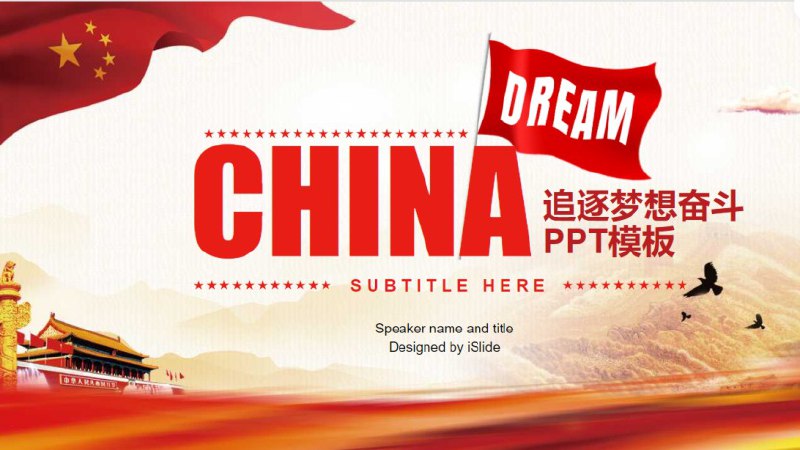 DREAM
CHINA
追逐梦想奋斗
PPT模板
SUBTITLE HERE
Speaker name and title
Designed by iSlide